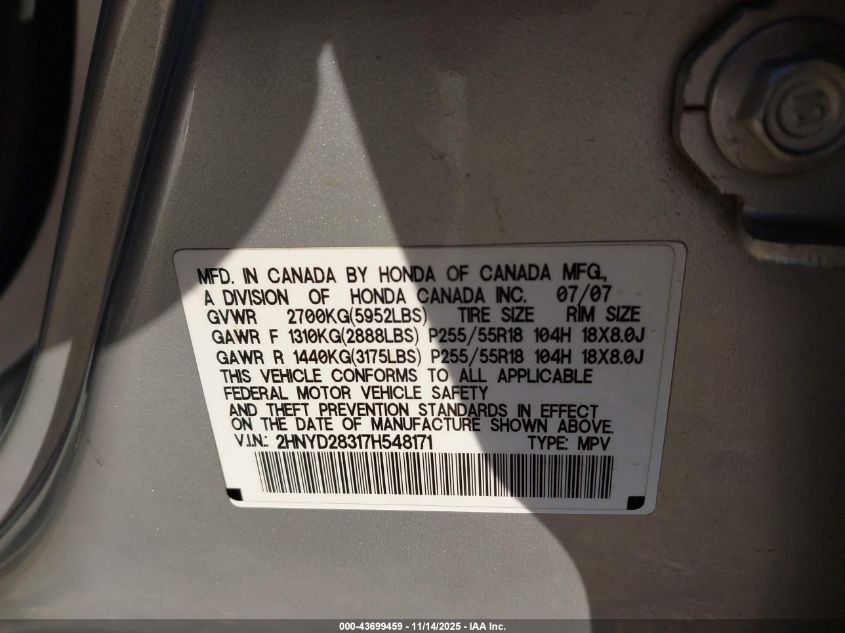 MFD. IN CANADA BY HONDA OF CANADA MFG.,
A DIVISION OF HONDA CANADA INC. 07/07
GVWR 2700KG(5952LBS) TIRE SIZE RIM SIZE
GAWR F 1310KG(2888LBS) P255/55R18 104H 18X8.0J
GAWR R 1440KG(3175LBS) P255/55R18 104H 18X8.0J
THIS VEHICLE CONFORMS TO ALL APPLICABLE
FEDERAL MOTOR VEHICLE SAFETY
AND THEFT PREVENTION STANDARDS IN EFFECT
ON THE DATE OF MANUFACTURE SHOWN ABOVE.
V.I.N.: 2HNYD28317H548171 TYPE: MPV
000-43699459 - 11/14/2025 - IAA Inc.